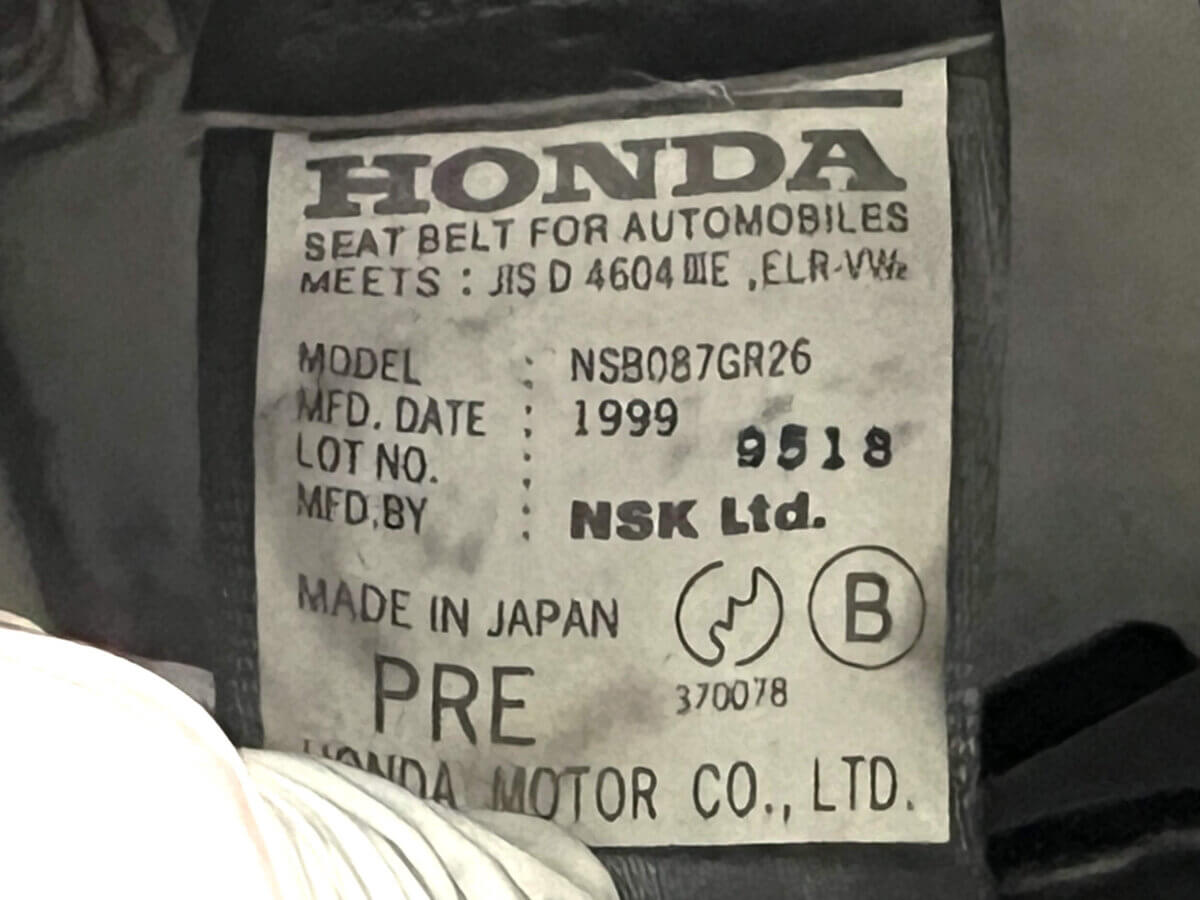 HONDA
SEAT BELT FOR AUTOMOBILES
MEETS : JIS D 4604 IIIE , ELR-VW2
MODEL : NSB087GR26
MFD. DATE : 1999
LOT NO. : 9518
MFD. BY : NSK Ltd.
MADE IN JAPAN
B
370078
PRE
HONDA MOTOR CO., LTD.